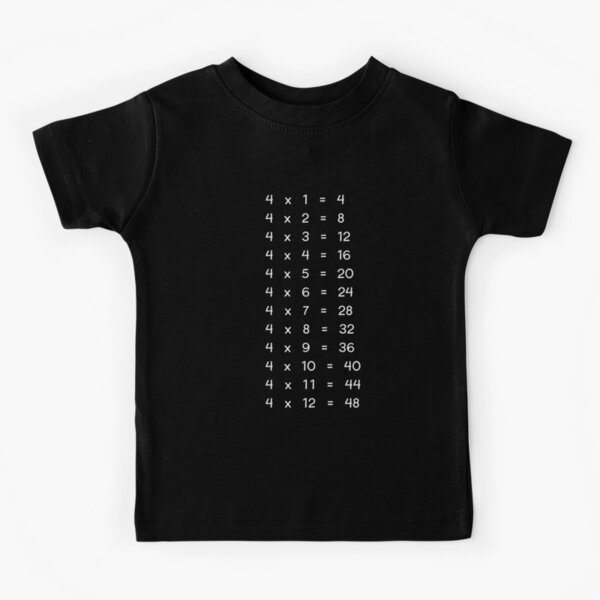 4 x 1 = 4
4 x 2 = 8
4 x 3 = 12
4 x 4 = 16
4 x 5 = 20
4 x 6 = 24
4 x 7 = 28
4 x 8 = 32
4 x 9 = 36
4 x 10 = 40
4 x 11 = 44
4 x 12 = 48